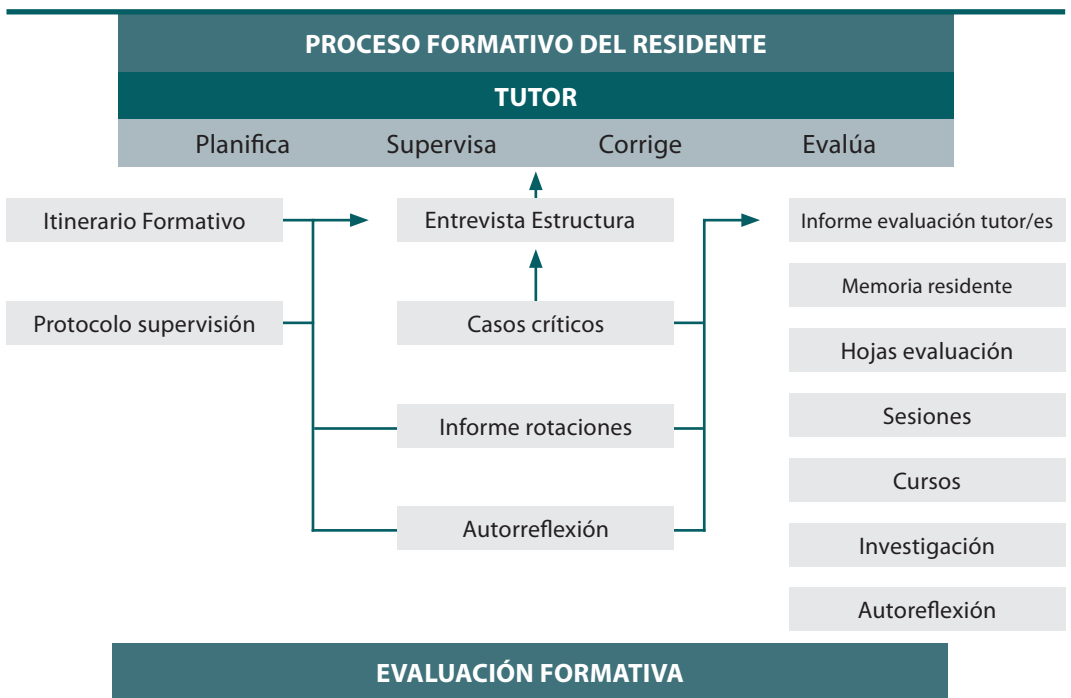 PROCESO FORMATIVO DEL RESIDENTE
TUTOR
Planifica Supervisa Corrige Evalúa
Itinerario Formativo
Entrevista Estructura
Informe evaluación tutor/es
Memoria residente
Protocolo supervisión
Casos críticos
Hojas evaluación
Sesiones
Informe rotaciones
Cursos
Autorreflexión
Investigación
Autoreflexión
EVALUACIÓN FORMATIVA